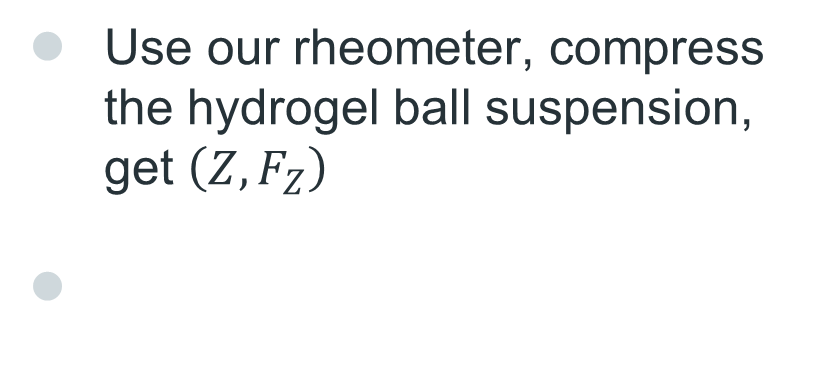 Use our rheometer, compress
the hydrogel ball suspension,
get (Z, F_Z)